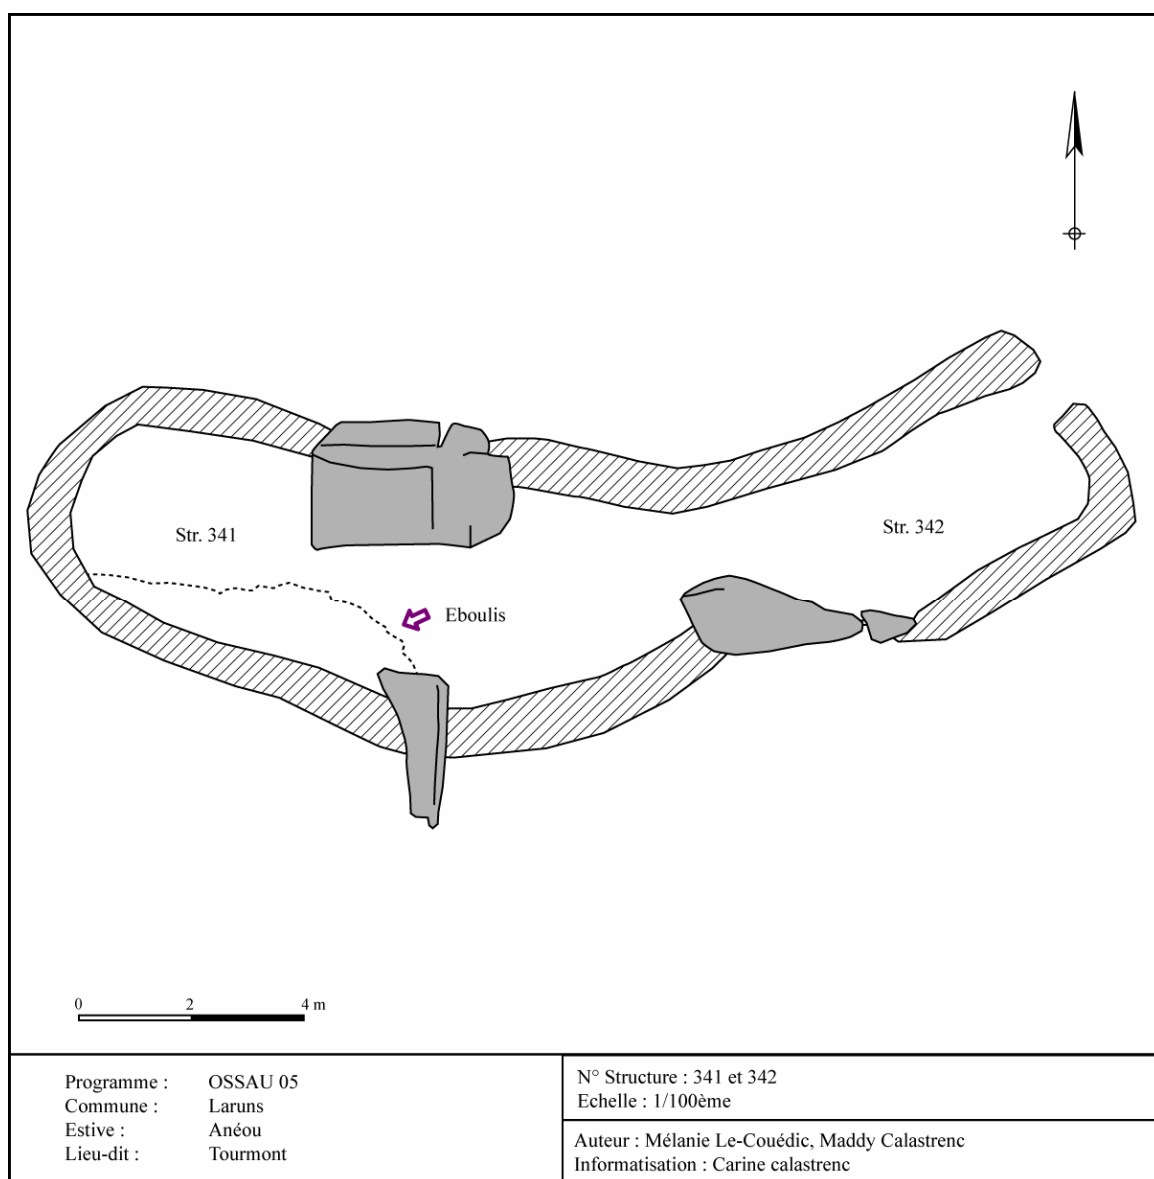 Str. 341
Str. 342
Eboulis
0 2 4 m
Programme : OSSAU 05
Commune : Laruns
Estive : Anéou
Lieu-dit : Tourmont
N° Structure : 341 et 342
Echelle : 1/100ème
Auteur : Mélanie Le-Couédic, Maddy Calastrenc
Informatisation : Carine calastrenc